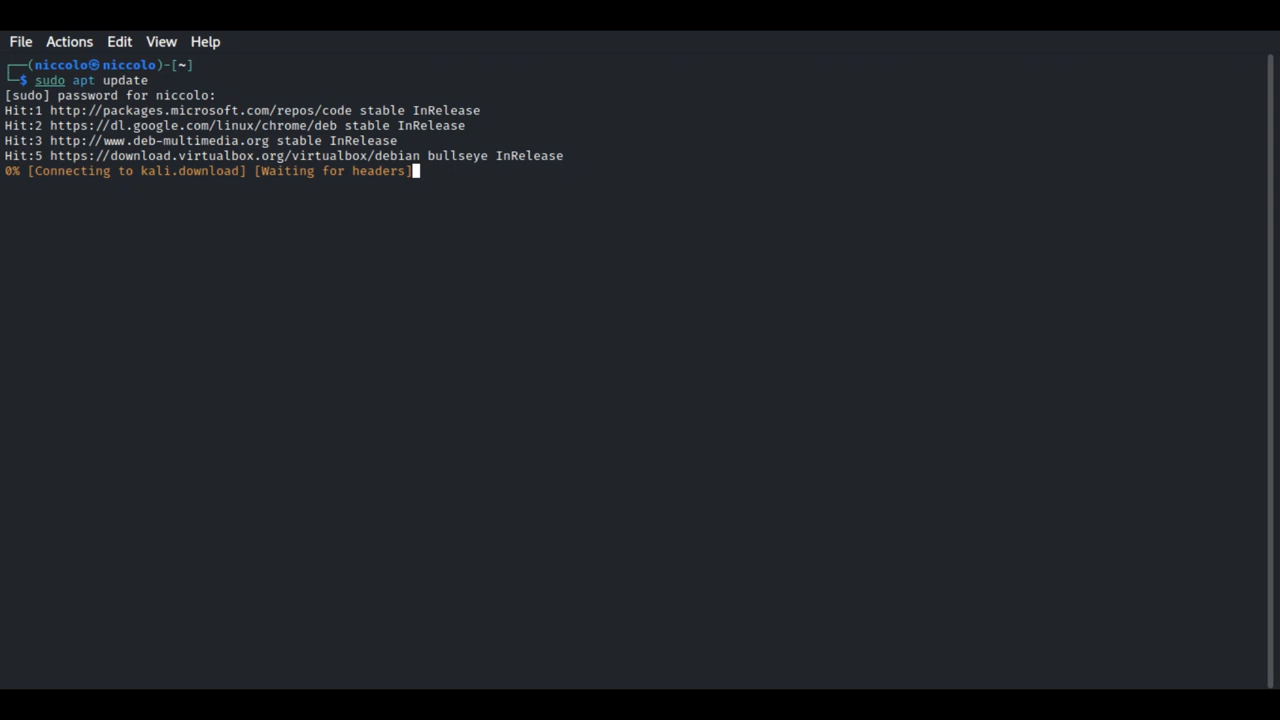 File Actions Edit View Help
┌──(niccolo㉿niccolo)-[~]
└─$ sudo apt update
[sudo] password for niccolo:
Hit:1 http://packages.microsoft.com/repos/code stable InRelease
Hit:2 https://dl.google.com/linux/chrome/deb stable InRelease
Hit:3 http://www.deb-multimedia.org stable InRelease
Hit:5 https://download.virtualbox.org/virtualbox/debian bullseye InRelease
0% [Connecting to kali.download] [Waiting for headers]